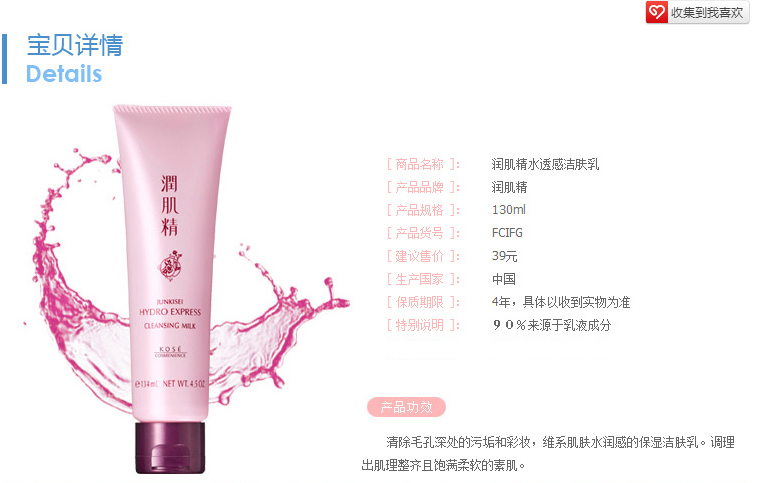 收集到我喜欢
宝贝详情
Details
潤肌精
JUNKISEI
HYDRO EXPRESS
CLEANSING MILK
KOSÉ
COSMENIENCE
℮134 mL NET WT. 4.5 OZ.
[ 商品名称 ]: 润肌精水透感洁肤乳
[ 产品品牌 ]: 润肌精
[ 产品规格 ]: 130ml
[ 产品货号 ]: FCIFG
[ 建议售价 ]: 39元
[ 生产国家 ]: 中国
[ 保质期限 ]: 4年，具体以收到实物为准
[ 特别说明 ]: 90%来源于乳液成分
产品功效
清除毛孔深处的污垢和彩妆，维系肌肤水润感的保湿洁肤乳。调理
出肌理整齐且饱满柔软的素肌。